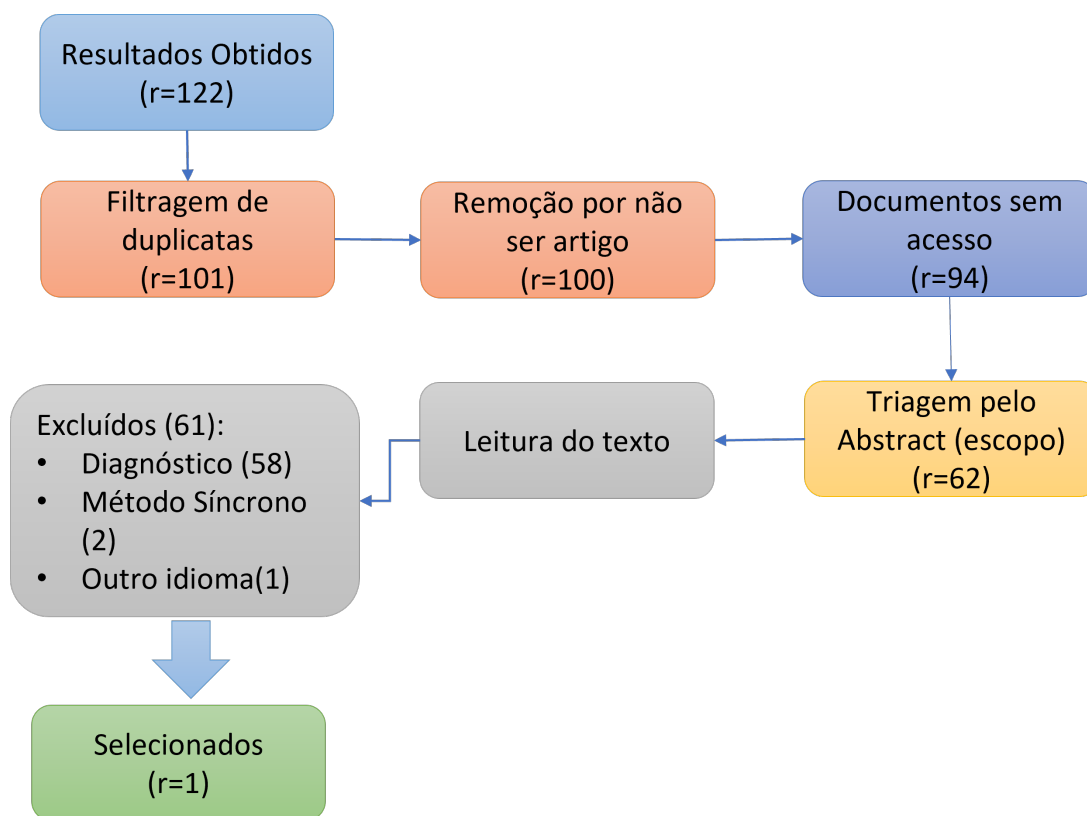 Resultados Obtidos
(r=122)
Filtragem de
duplicatas
(r=101)
Remoção por não
ser artigo
(r=100)
Documentos sem
acesso
(r=94)
Triagem pelo
Abstract (escopo)
(r=62)
Leitura do texto
Excluídos (61):
• Diagnóstico (58)
• Método Síncrono
(2)
• Outro idioma(1)
Selecionados
(r=1)